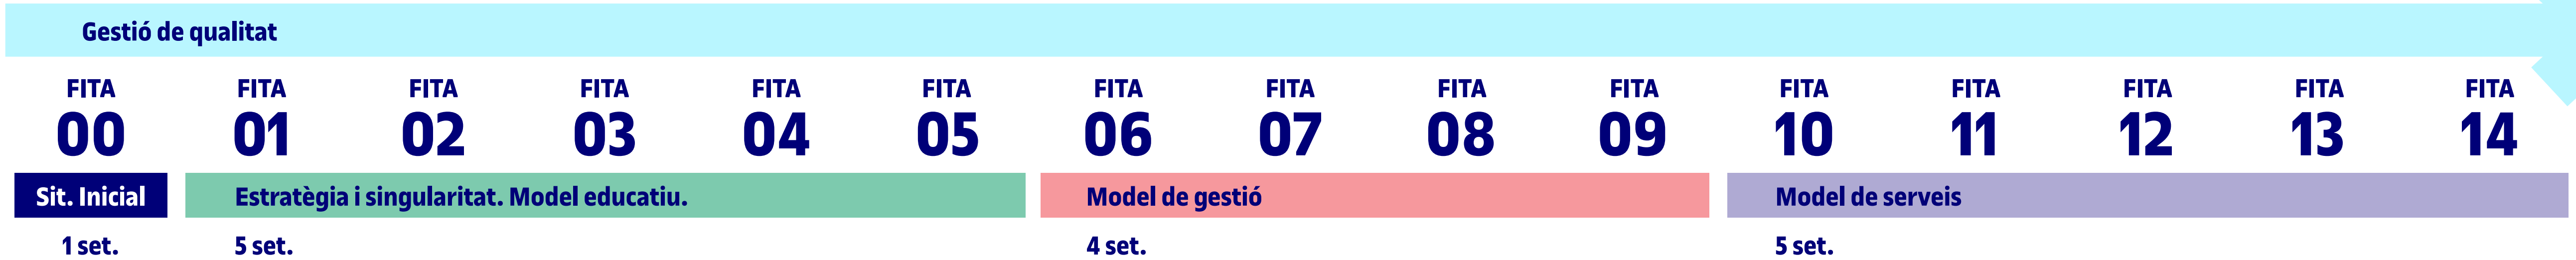 Gestió de qualitat
FITA FITA FITA FITA FITA FITA FITA FITA FITA FITA FITA FITA FITA FITA FITA
00 01 02 03 04 05 06 07 08 09 10 11 12 13 14
Sit. Inicial Estratègia i singularitat. Model educatiu. Model de gestió Model de serveis
1 set. 5 set. 4 set. 5 set.